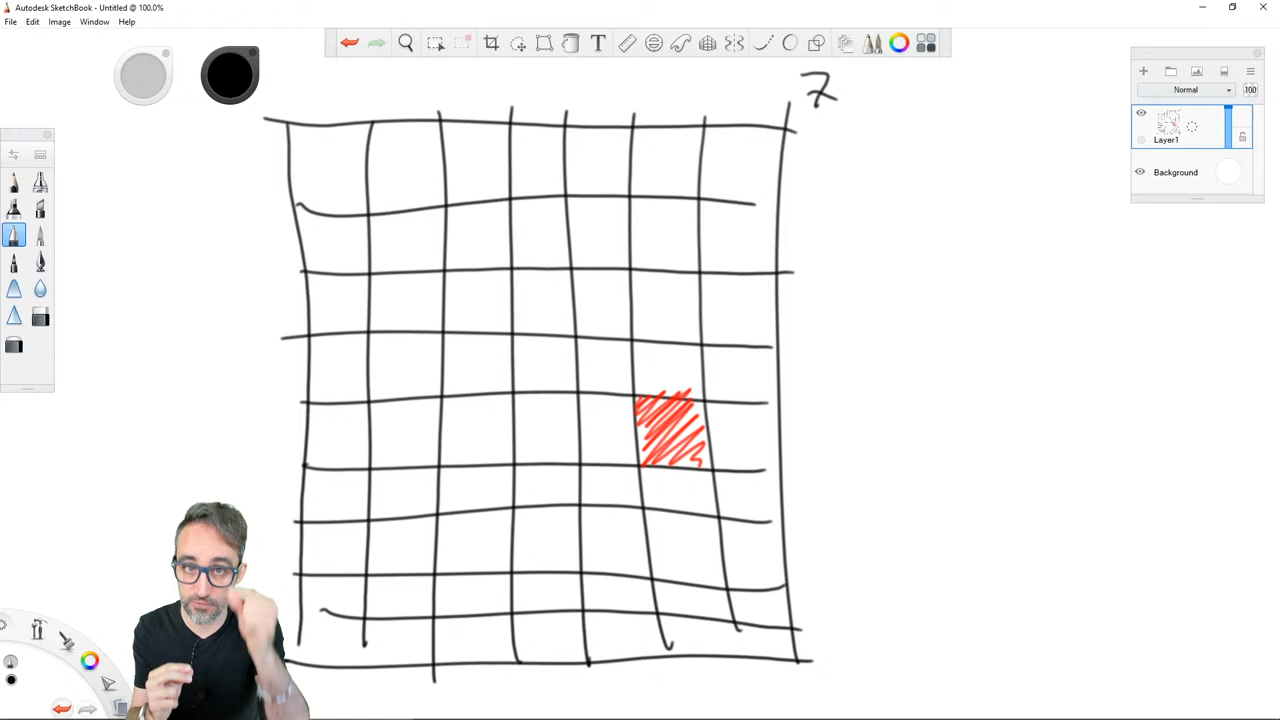 Autodesk SketchBook - Untitled @ 100.0%
File Edit Image Window Help
Normal 100
Layer1
Background
7